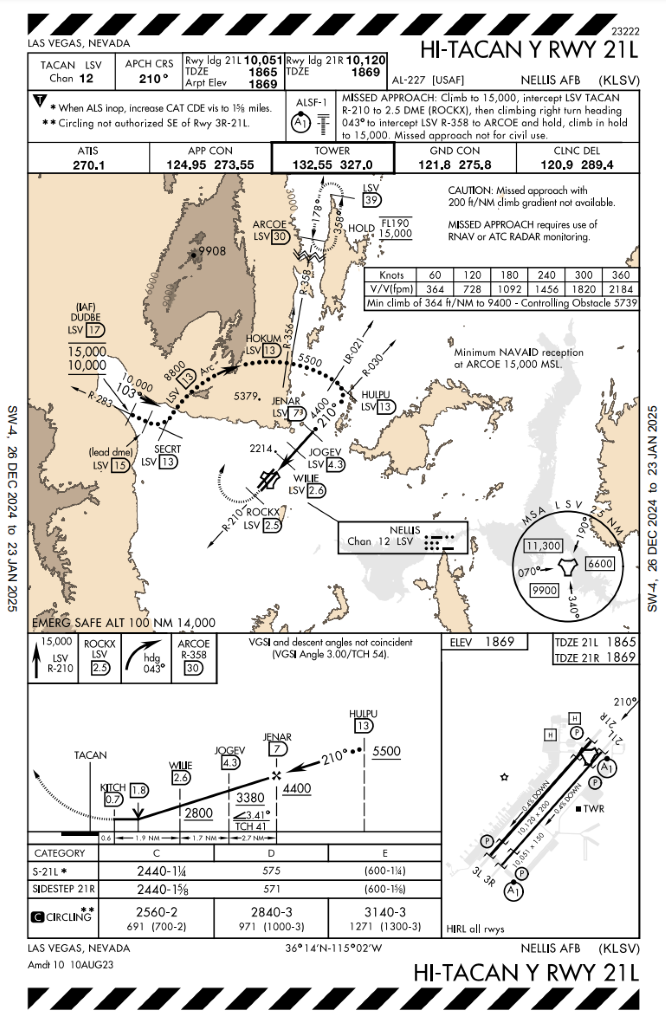 23222
LAS VEGAS, NEVADA
HI-TACAN Y RWY 21L
TACAN LSV
Chan 12
APCH CRS
210°
Rwy ldg 21L 10,051
TDZE 1865
Arpt Elev 1869
Rwy ldg 21R 10,120
TDZE 1869
AL-227 [USAF]
NELLIS AFB (KLSV)
T
* When ALS inop, increase CAT CDE vis to 1⅝ miles.
** Circling not authorized SE of Rwy 3R-21L.
ALSF-1
A1
MISSED APPROACH: Climb to 15,000, intercept LSV TACAN
R-210 to 2.5 DME (ROCKX), then climbing right turn heading
043° to intercept LSV R-358 to ARCOE and hold, climb in hold
to 15,000. Missed approach not for civil use.
ATIS
270.1
APP CON
124.95 273.55
TOWER
132.55 327.0
GND CON
121.8 275.8
CLNC DEL
120.9 289.4
CAUTION: Missed approach with
200 ft/NM climb gradient not available.
MISSED APPROACH requires use of
RNAV or ATC RADAR monitoring.
LSV
39
178°
358°
3000
ARCOE
LSV 30
HOLD
FL190
15,000
Knots 60 120 180 240 300 360
V/V(fpm) 364 728 1092 1456 1820 2184
Min climb of 364 ft/NM to 9400 - Controlling Obstacle 5739
9908
6000
6000
R-358
R-356
(IAF)
DUDBE
LSV 17
15,000
10,000
HOKUM
LSV 13
5500
LR-021
R-030
Minimum NAVAID reception
at ARCOE 15,000 MSL.
8800
LSV 13 Arc
10,000
103°
R-283
5379
JENAR
LSV 7
4400
210°
HULPU
LSV 13
(lead dme)
LSV 15
SECRT
LSV 13
2214
JOGEV
LSV 4.3
WILIE
LSV 2.6
R-210
ROCKX
LSV 2.5
NELLIS
Chan 12 LSV
MSA LSV 25 NM
190°
11,300
6600
070°
9900
340°
EMERG SAFE ALT 100 NM 14,000
SW-4, 26 DEC 2024 to 23 JAN 2025
SW-4, 26 DEC 2024 to 23 JAN 2025
15,000
LSV
R-210
ROCKX
LSV
2.5
hdg
043°
ARCOE
R-358
30
VGSI and descent angles not coincident
(VGSI Angle 3.00/TCH 54).
ELEV 1869
TDZE 21L 1865
TDZE 21R 1869
HULPU
13
JENAR
7
210°
5500
JOGEV
4.3
TACAN
WILIE
2.6
KITCH
0.7
1.8
4400
3380
2800
3.41°
TCH 41
0.6
1.9 NM
1.7 NM
2.7 NM
CATEGORY C D E
S-21L * 2440-1¼ 575 (600-1¼)
SIDESTEP 21R 2440-1⅝ 571 (600-1⅝)
C CIRCLING**
2560-2
691 (700-2)
2840-3
971 (1000-3)
3140-3
1271 (1300-3)
210°
21R
21L
H
H
P
A1
P
0.4% DOWN
10,120 x 200
0.4% DOWN
10,051 x 150
TWR
P
3L 3R
P
A1
HIRL all rwys
LAS VEGAS, NEVADA
Amdt 10 10AUG23
36°14'N-115°02'W
NELLIS AFB (KLSV)
HI-TACAN Y RWY 21L